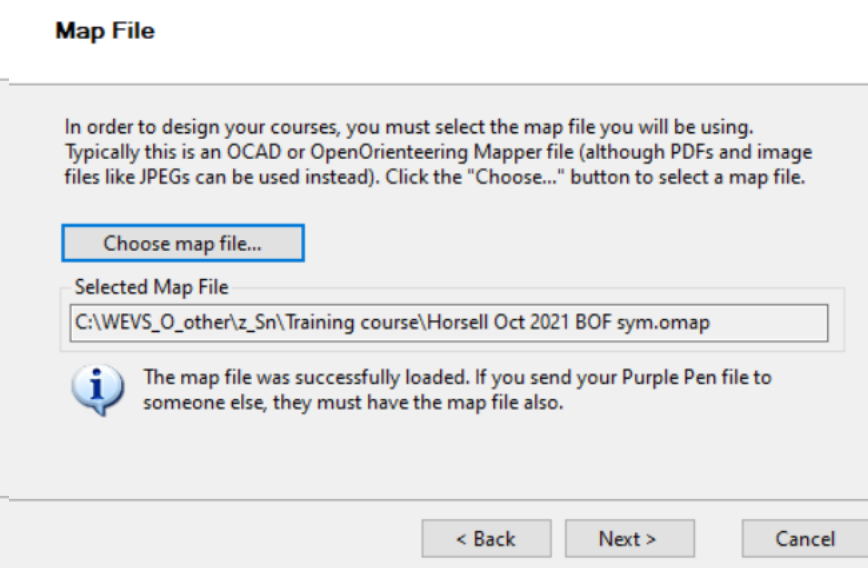 Map File
In order to design your courses, you must select the map file you will be using.
Typically this is an OCAD or OpenOrienteering Mapper file (although PDFs and image
files like JPEGs can be used instead). Click the "Choose..." button to select a map file.
Choose map file...
Selected Map File
C:\WEVS_O_other\z_Sn\Training course\Horsell Oct 2021 BOF sym.omap
The map file was successfully loaded. If you send your Purple Pen file to
someone else, they must have the map file also.
< Back Next > Cancel